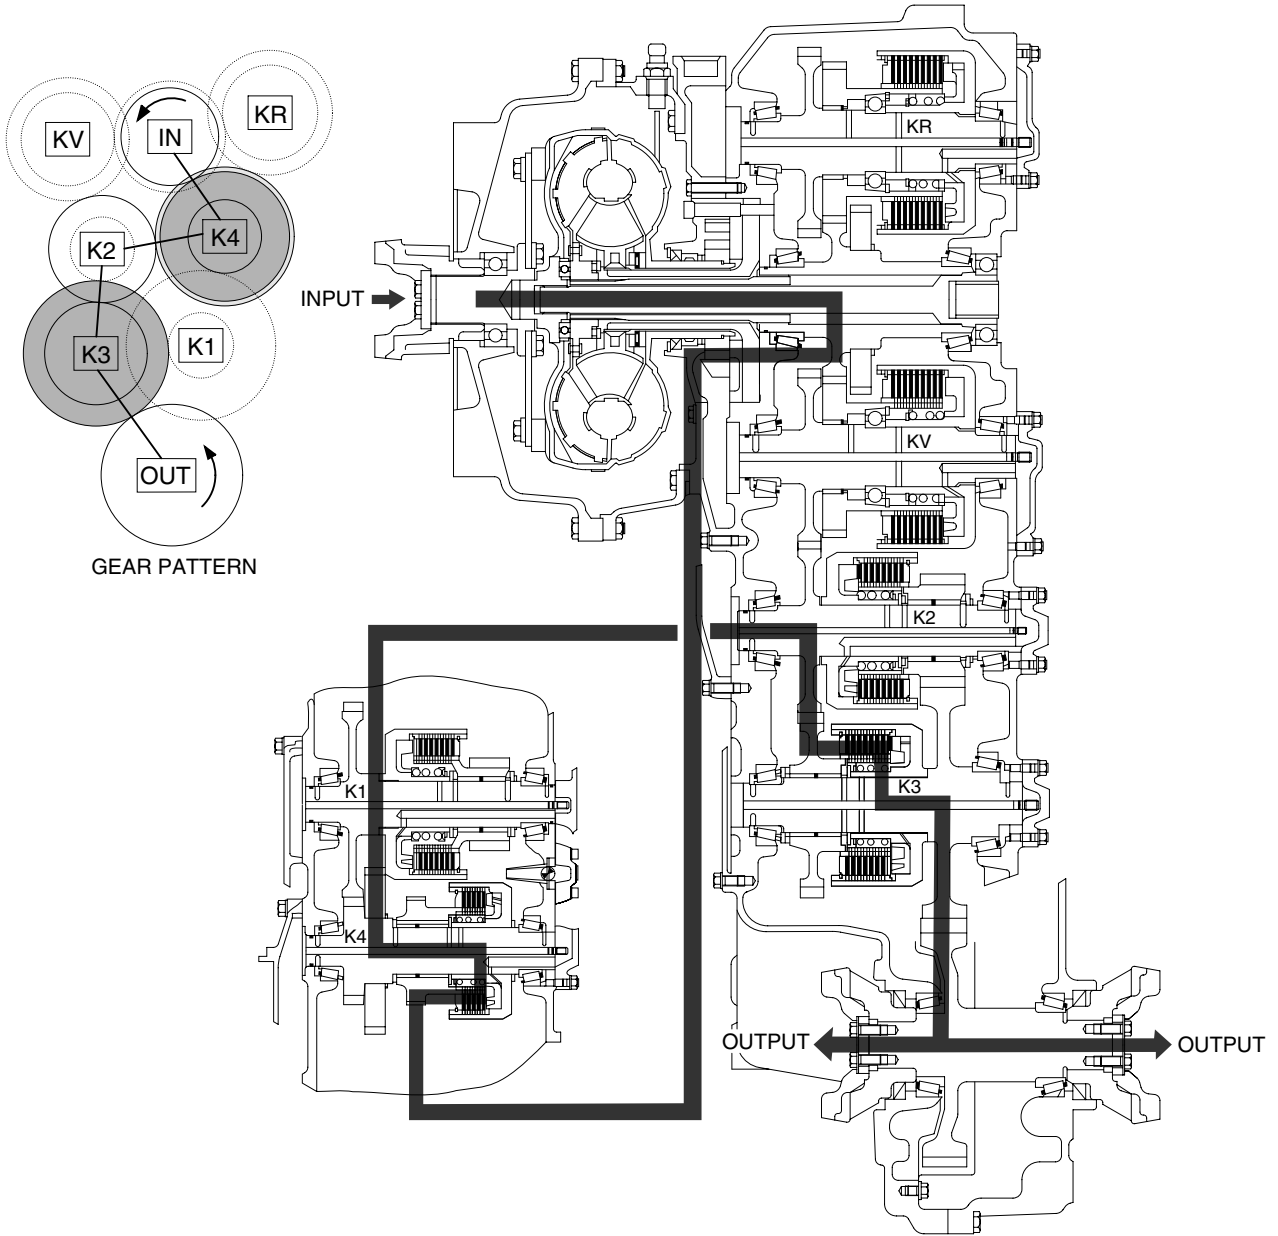 KV
IN
KR
K2
K4
K3
K1
OUT
GEAR PATTERN
INPUT
KR
KV
K2
K3
K1
K4
OUTPUT
OUTPUT